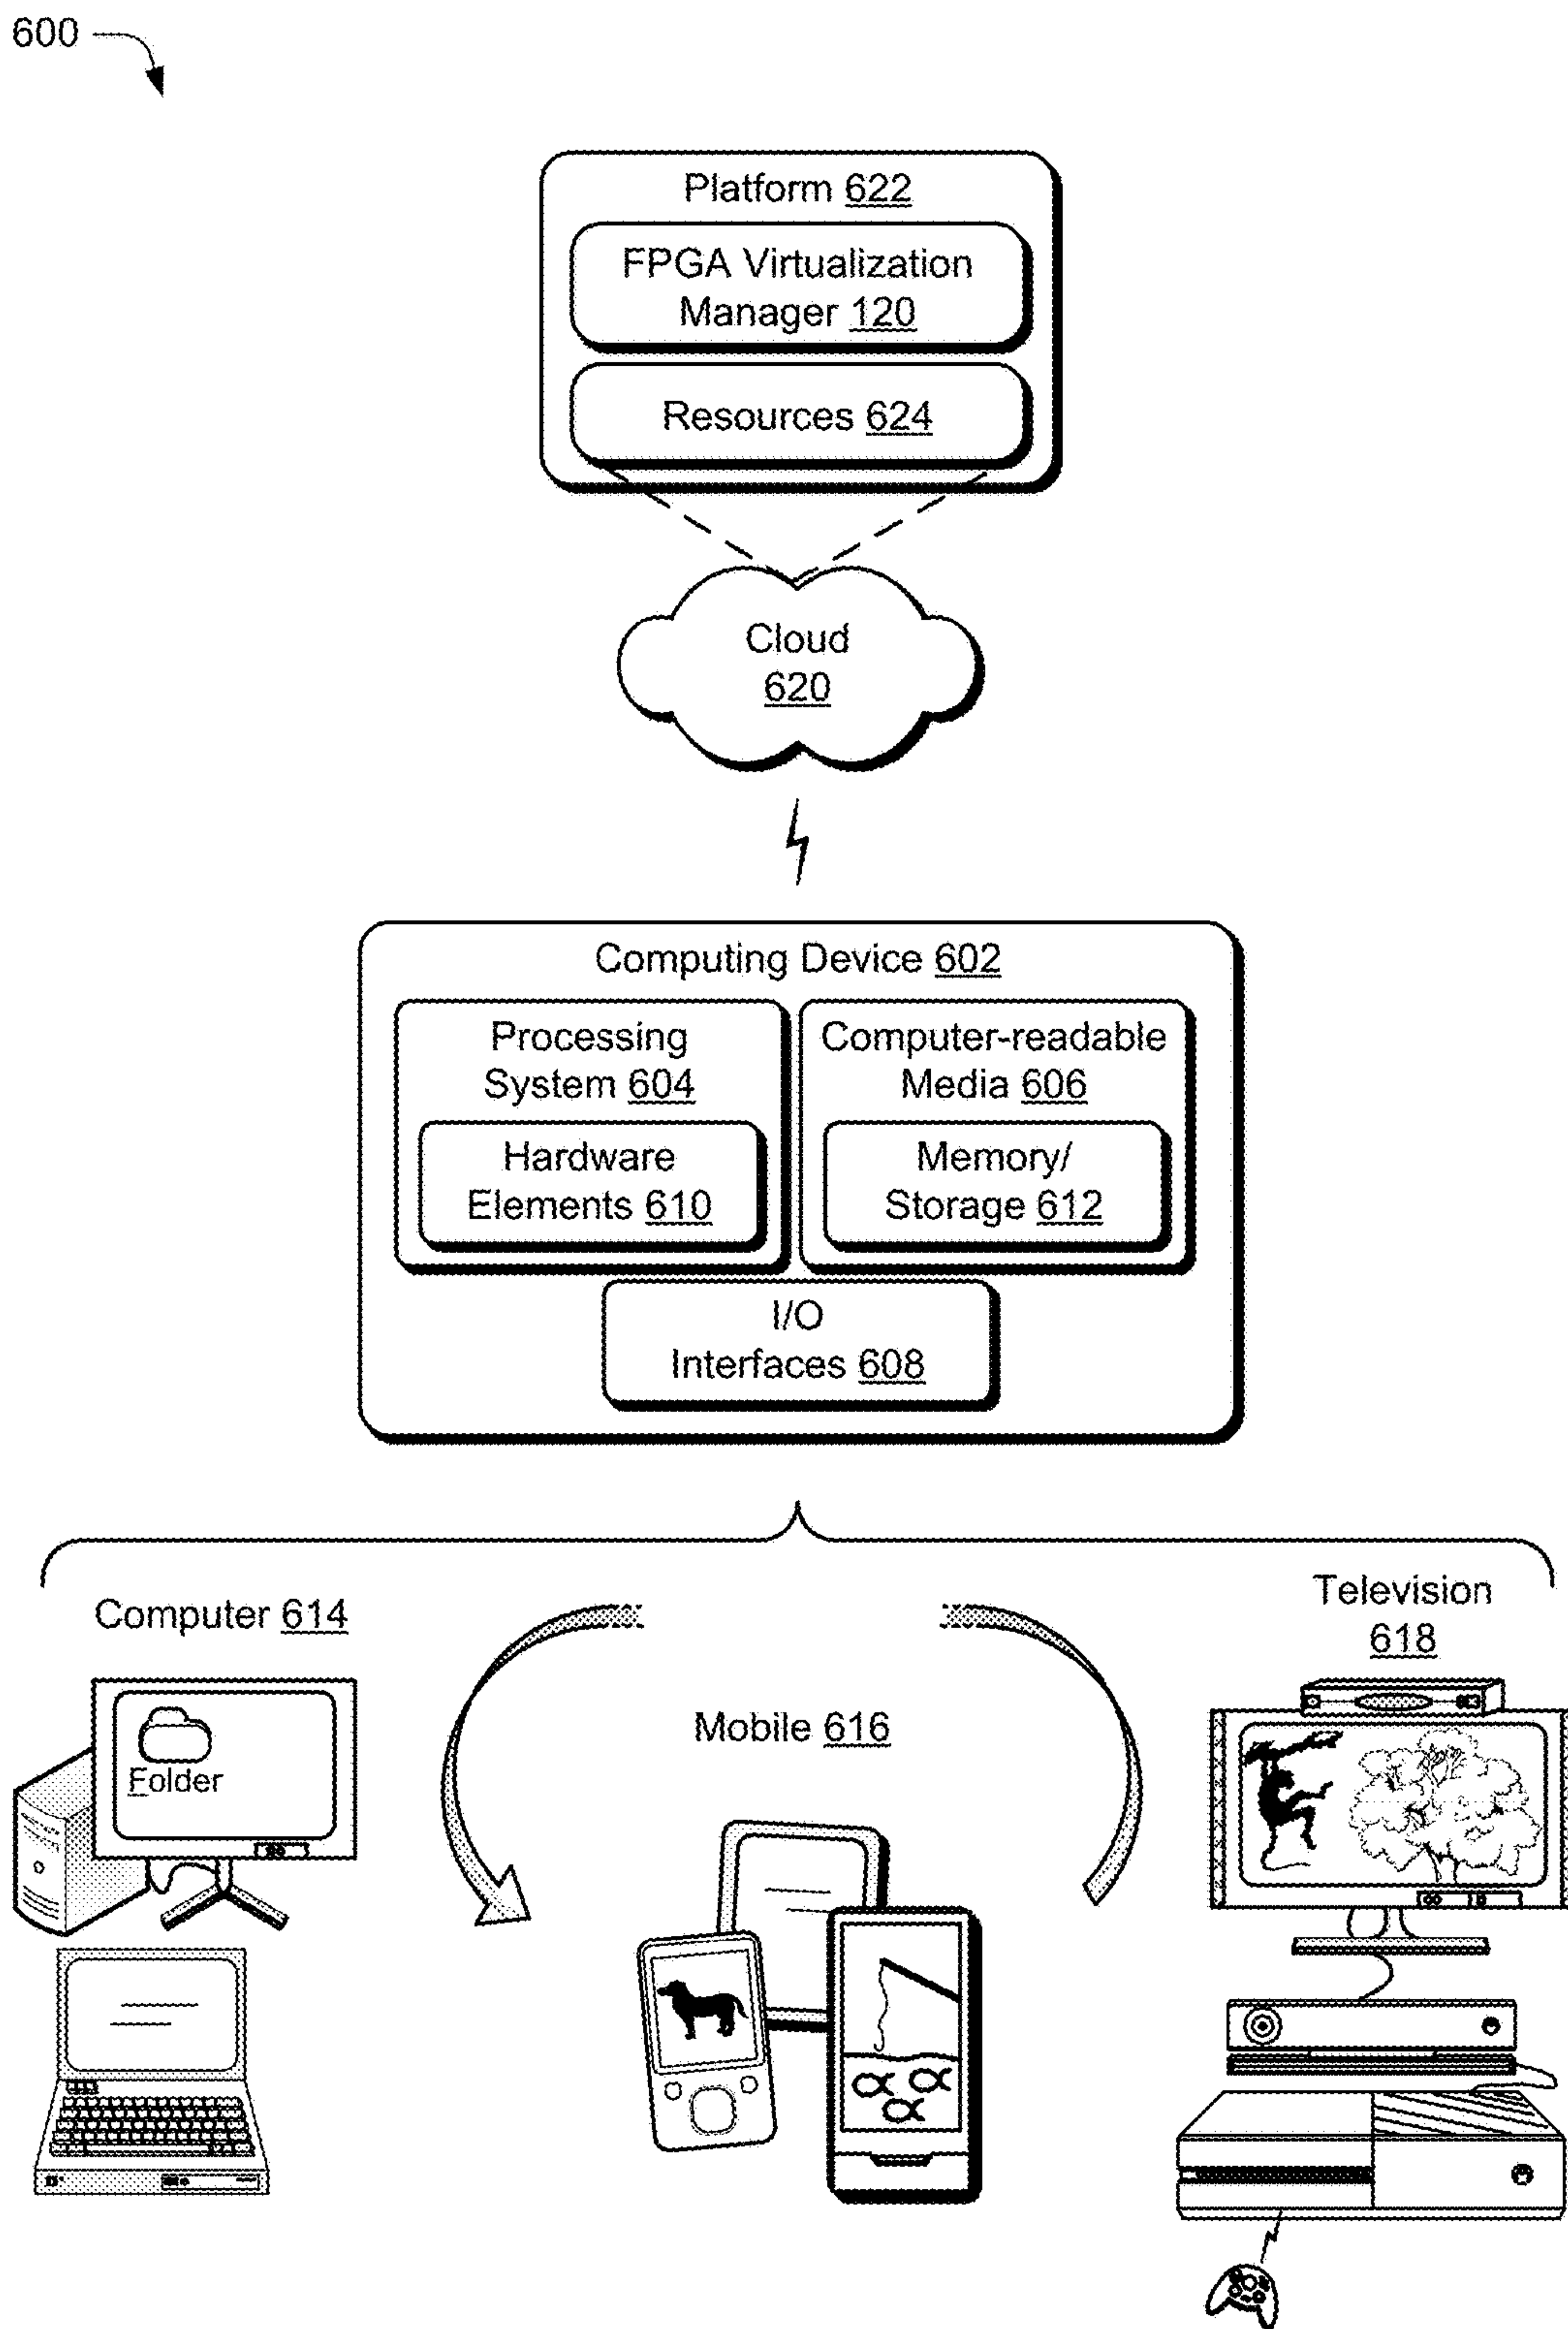 600
Platform 622
FPGA Virtualization
Manager 120
Resources 624
Cloud
620
Computing Device 602
Processing
System 604
Computer-readable
Media 606
Hardware
Elements 610
Memory/
Storage 612
I/O
Interfaces 608
Computer 614
Television
618
Mobile 616
Folder